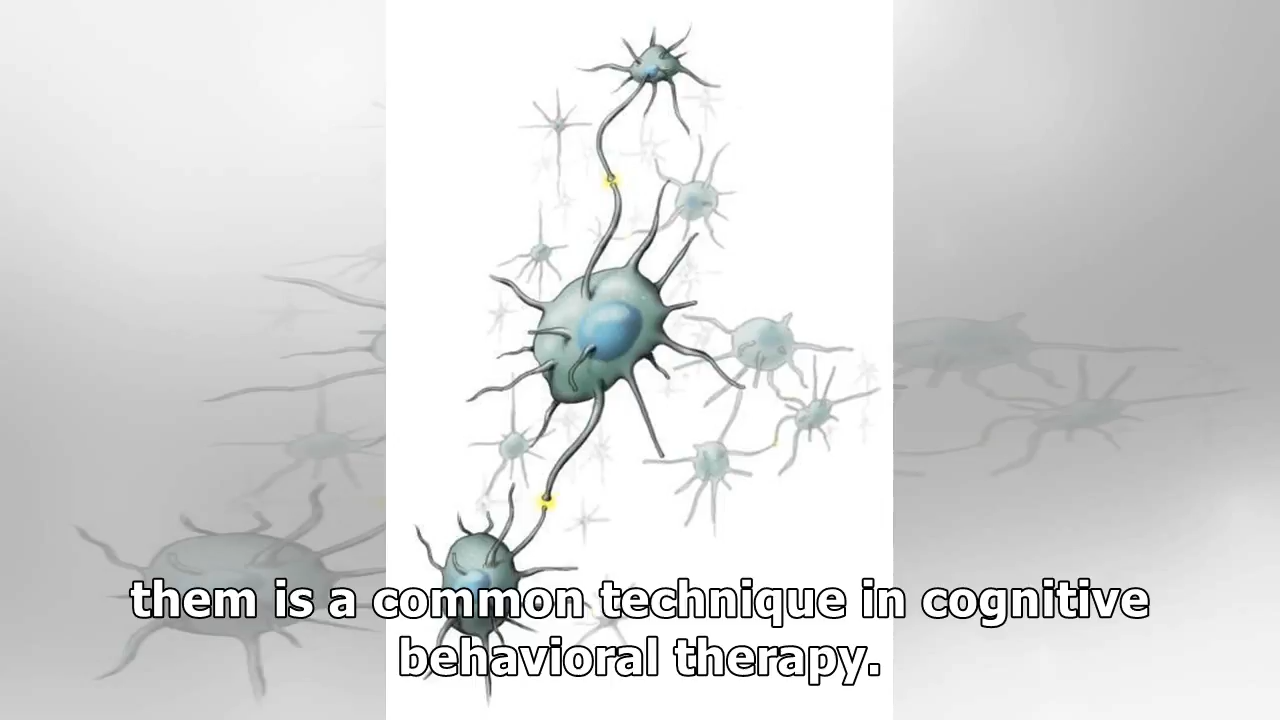 them is a common technique in cognitive
behavioral therapy.